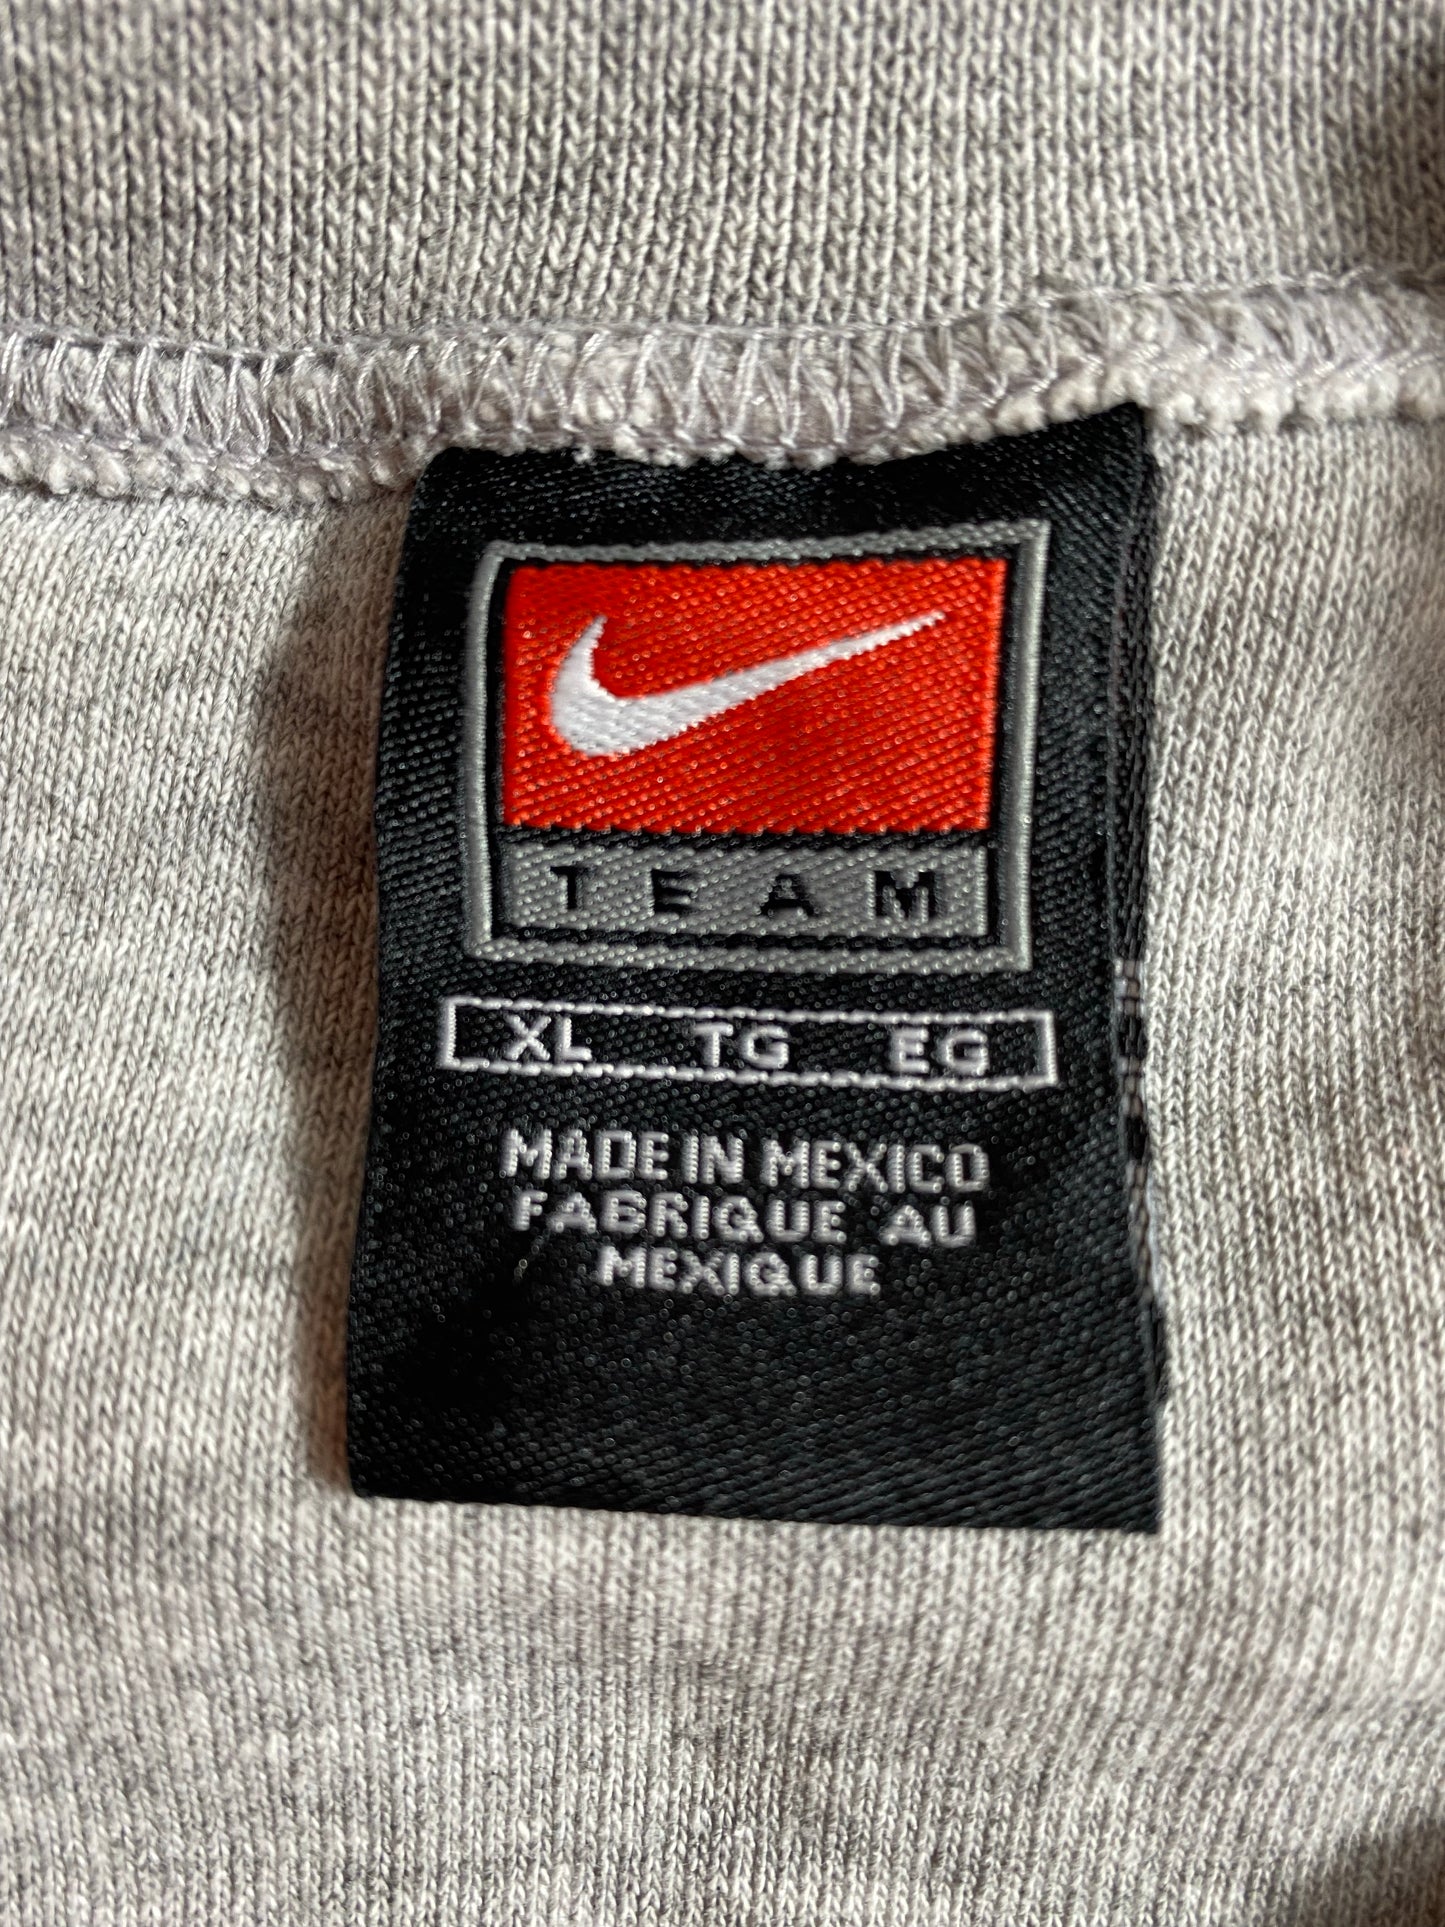 TEAM
XL TG EG
MADE IN MEXICO
FABRIQUE AU
MEXIQUE